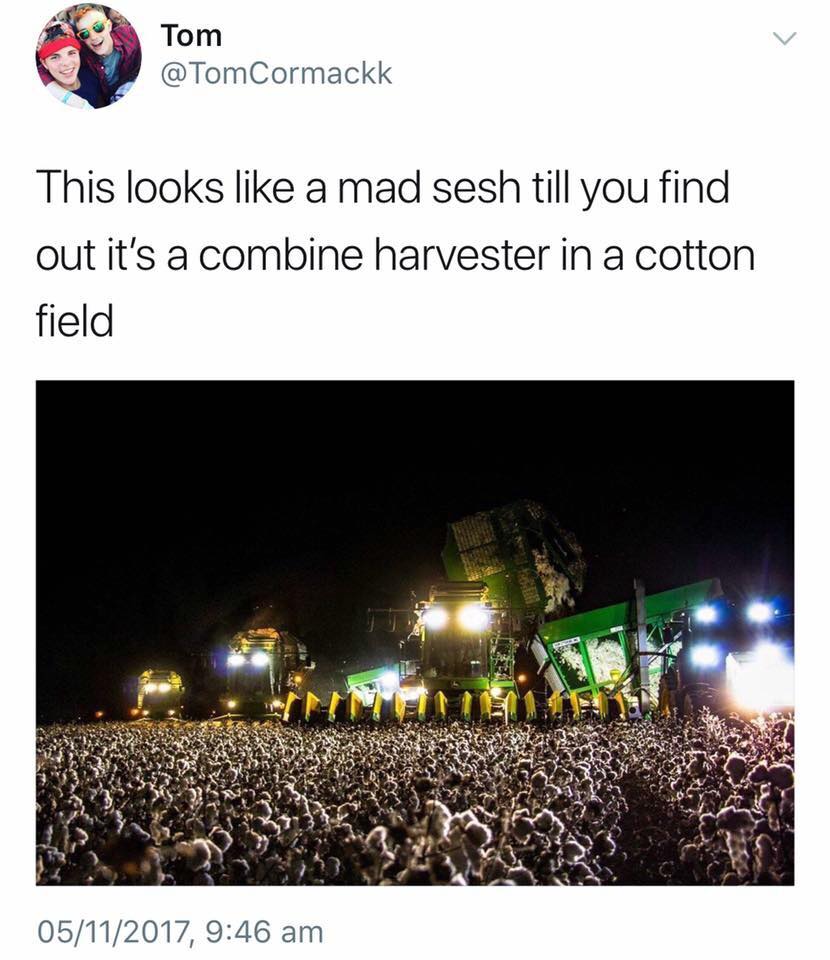 Tom
@TomCormackk
This looks like a mad sesh till you find
out it's a combine harvester in a cotton
field
05/11/2017, 9:46 am